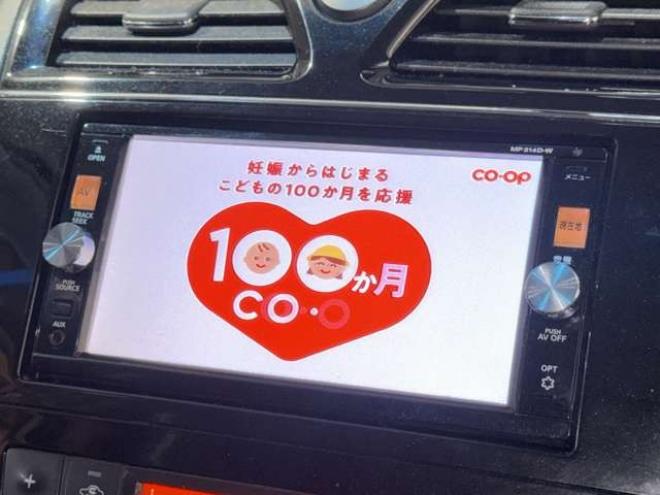 MP314D-W
OPEN
AV
TRACK
SEEK
PUSH
SOURCE
AUX
妊娠からはじまる
こどもの100か月を応援
CO-OP
100か月
CO・・O
メニュー
現在地
PUSH
AV OFF
OPT
+